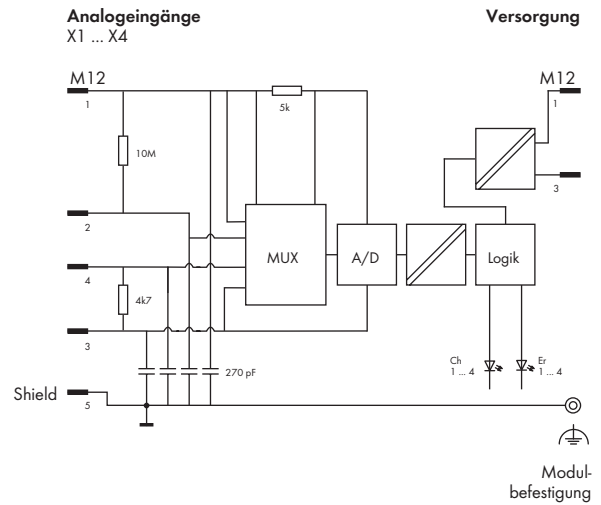 Analogeingänge
X1 ... X4
Versorgung
M12
M12
1
5k
1
10M
3
2
MUX
A/D
Logik
4
4k7
3
Ch
1 ... 4
Er
1 ... 4
270 pF
Shield
5
Modul-
befestigung